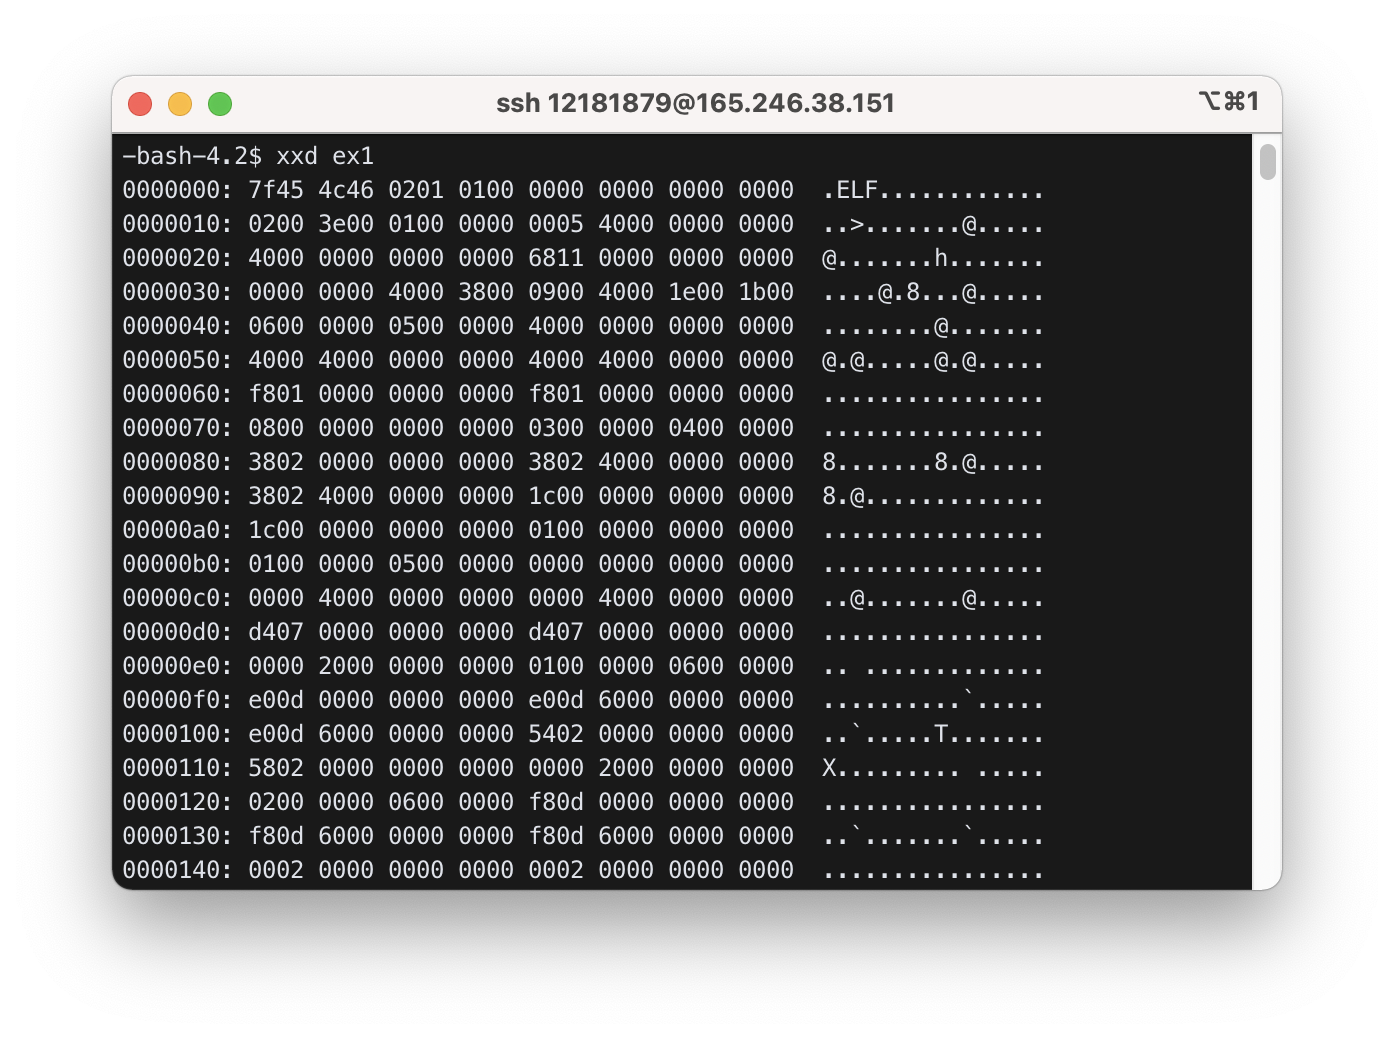 ssh 12181879@165.246.38.151 ⌥⌘1
-bash-4.2$ xxd ex1
0000000: 7f45 4c46 0201 0100 0000 0000 0000 0000  .ELF............
0000010: 0200 3e00 0100 0000 0005 4000 0000 0000  ..>.......@.....
0000020: 4000 0000 0000 0000 6811 0000 0000 0000  @.......h.......
0000030: 0000 0000 4000 3800 0900 4000 1e00 1b00  ....@.8...@.....
0000040: 0600 0000 0500 0000 4000 0000 0000 0000  ........@.......
0000050: 4000 4000 0000 0000 4000 4000 0000 0000  @.@.....@.@.....
0000060: f801 0000 0000 0000 f801 0000 0000 0000  ................
0000070: 0800 0000 0000 0000 0300 0000 0400 0000  ................
0000080: 3802 0000 0000 0000 3802 4000 0000 0000  8.......8.@.....
0000090: 3802 4000 0000 0000 1c00 0000 0000 0000  8.@.............
00000a0: 1c00 0000 0000 0000 0100 0000 0000 0000  ................
00000b0: 0100 0000 0500 0000 0000 0000 0000 0000  ................
00000c0: 0000 4000 0000 0000 0000 4000 0000 0000  ..@.......@.....
00000d0: d407 0000 0000 0000 d407 0000 0000 0000  ................
00000e0: 0000 2000 0000 0000 0100 0000 0600 0000  .. .............
00000f0: e00d 0000 0000 0000 e00d 6000 0000 0000  ..........`.....
0000100: e00d 6000 0000 0000 5402 0000 0000 0000  ..`.....T.......
0000110: 5802 0000 0000 0000 0000 2000 0000 0000  X......... .....
0000120: 0200 0000 0600 0000 f80d 0000 0000 0000  ................
0000130: f80d 6000 0000 0000 f80d 6000 0000 0000  ..`.......`.....
0000140: 0002 0000 0000 0000 0002 0000 0000 0000  ................